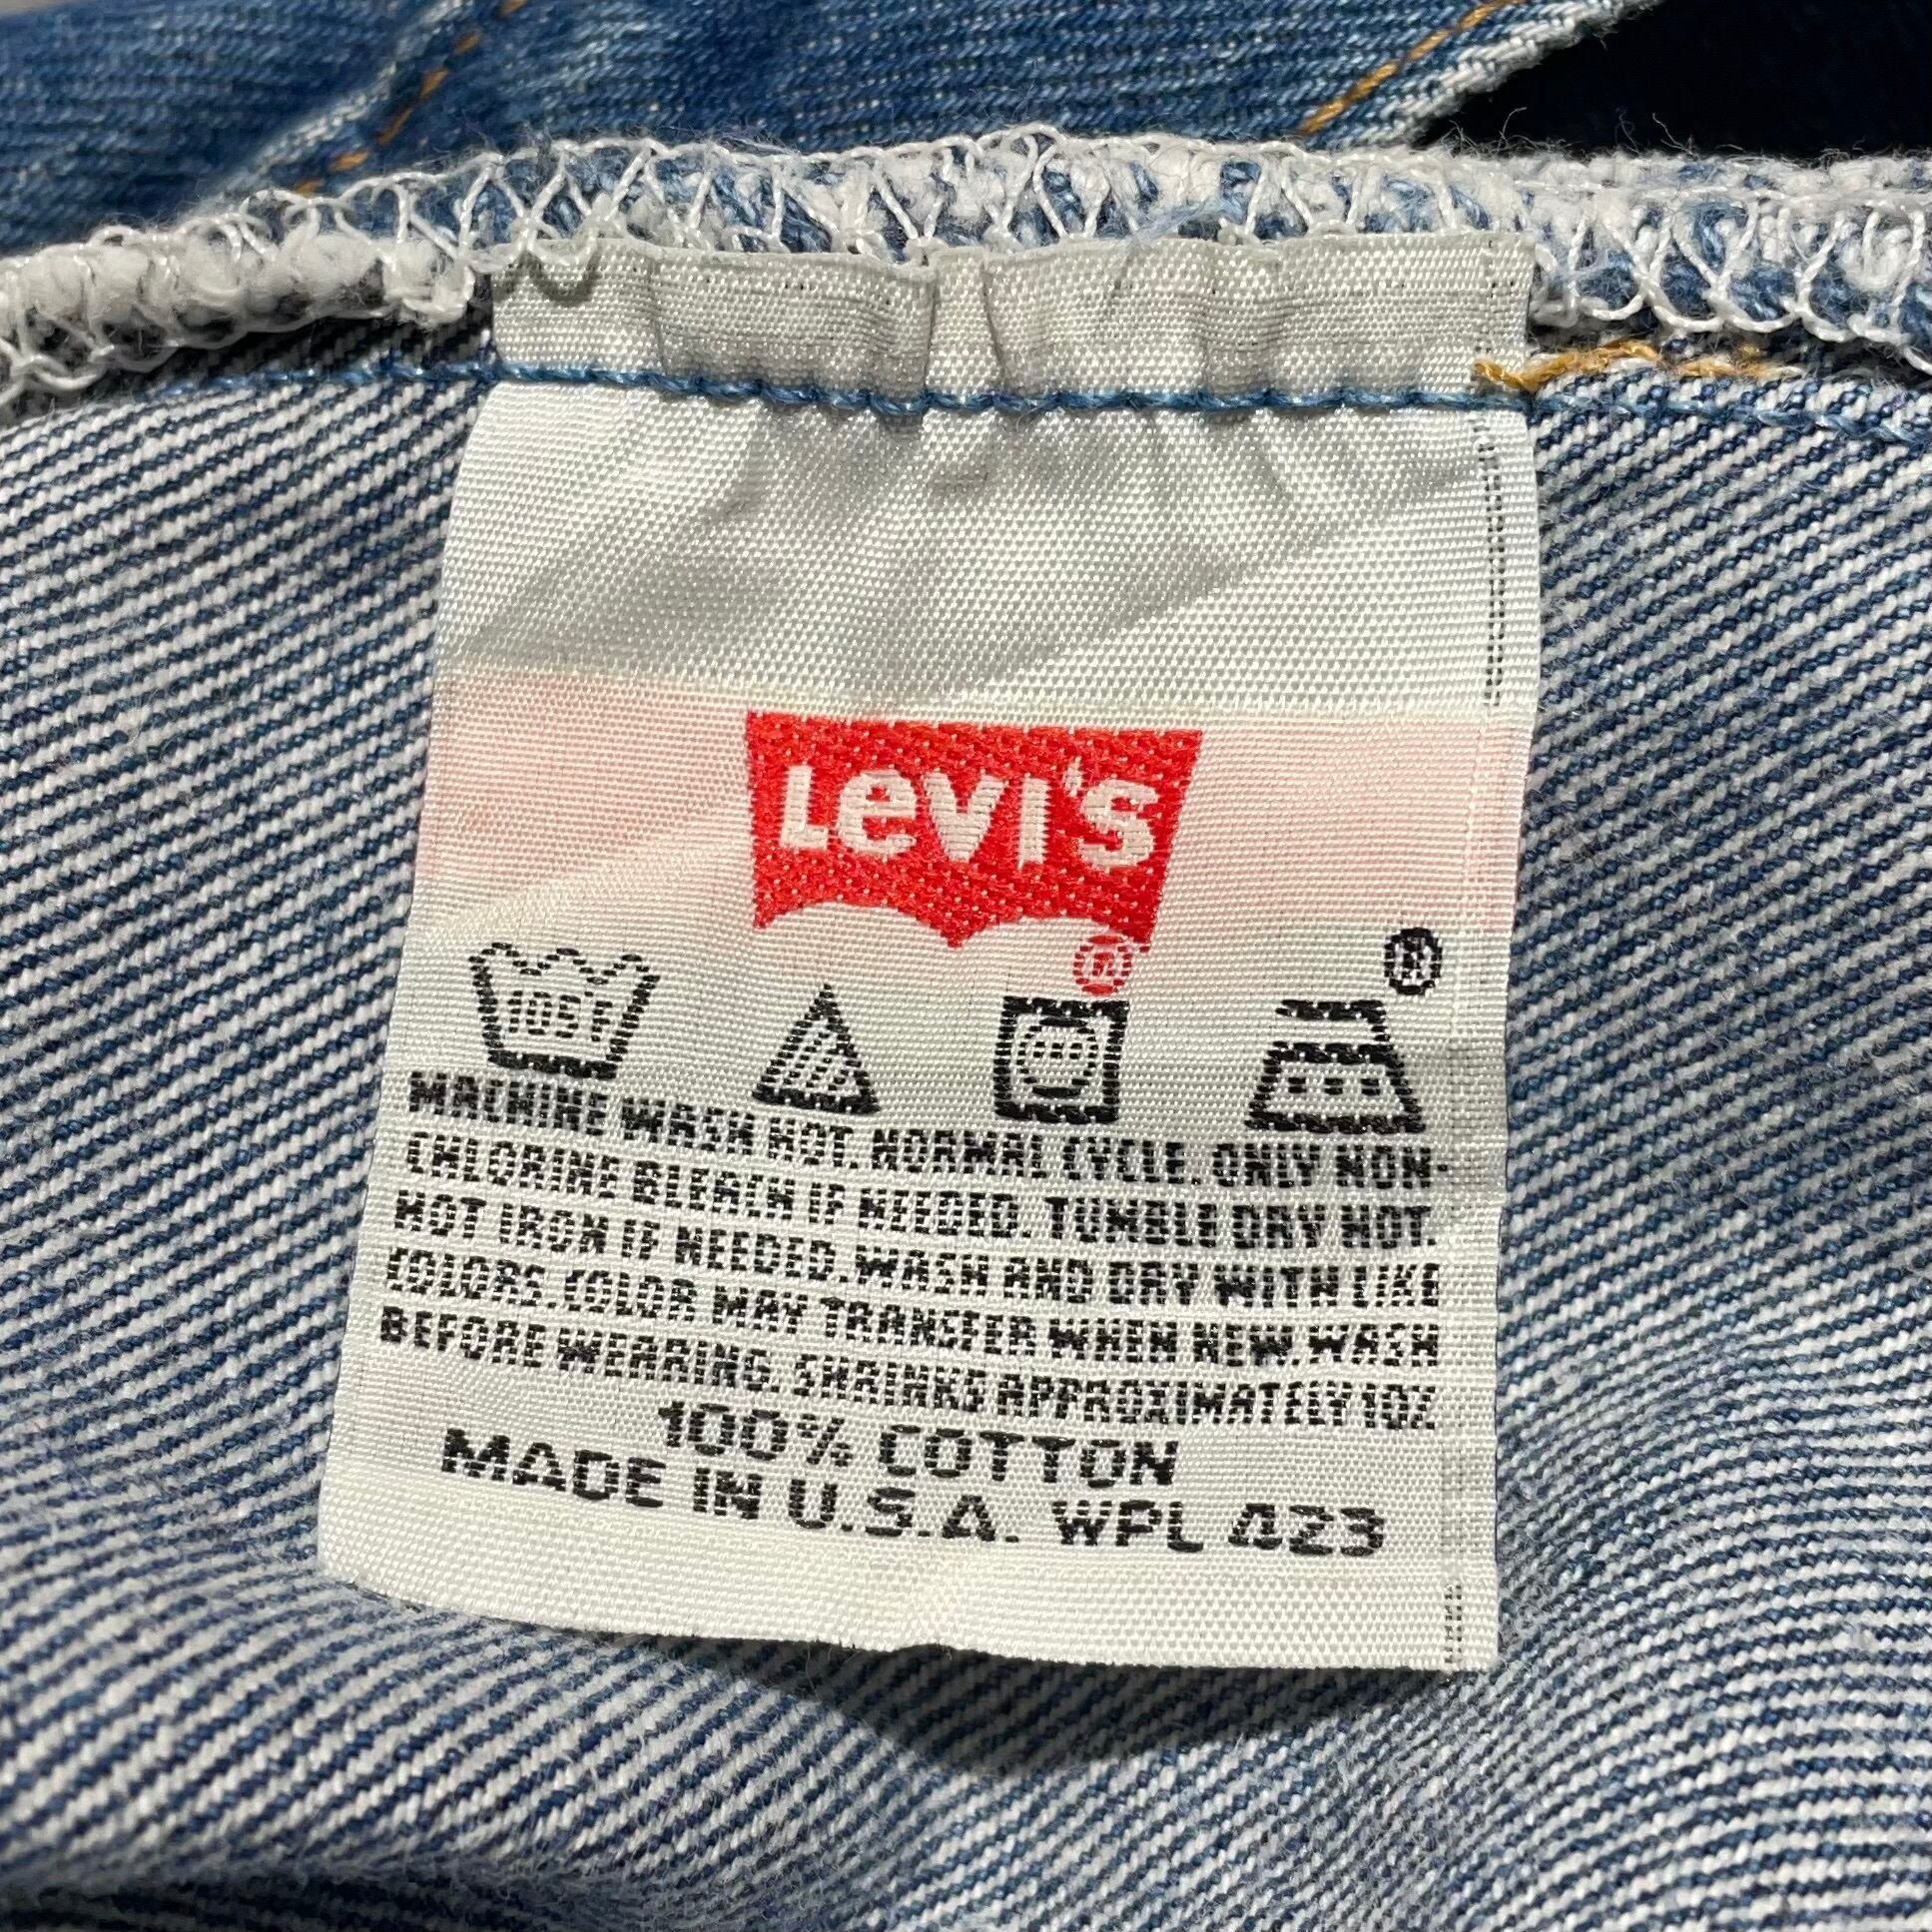 LEVI'S
®
®
105°F
MACHINE WASH HOT. NORMAL CYCLE. ONLY NON-
CHLORINE BLEACH IF NEEDED. TUMBLE DRY HOT.
HOT IRON IF NEEDED. WASH AND DRY WITH LIKE
COLORS. COLOR MAY TRANSFER WHEN NEW. WASH
BEFORE WEARING. SHRINKS APPROXIMATELY 10%
100% COTTON
MADE IN U.S.A. WPL 423